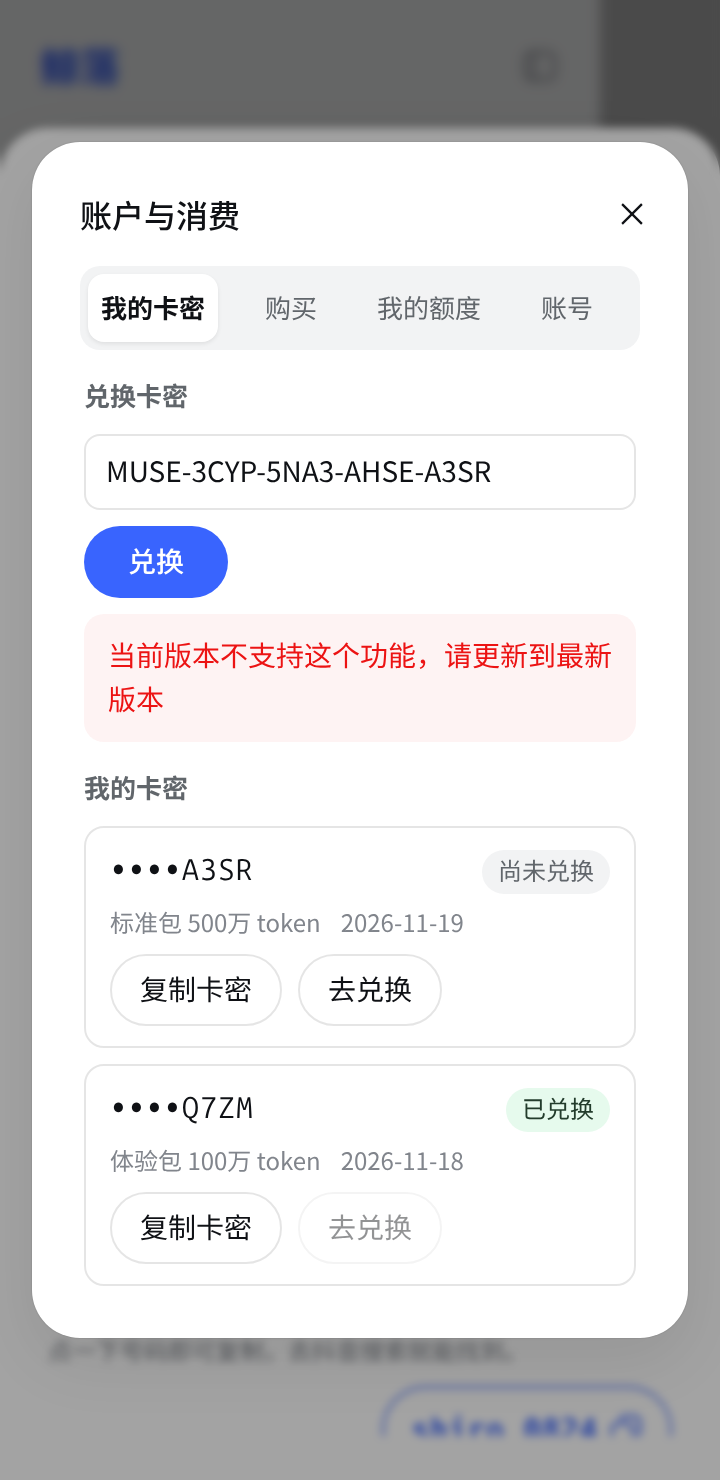 账户与消费
我的卡密 购买 我的额度 账号
兑换卡密
MUSE-3CYP-5NA3-AHSE-A3SR
兑换
当前版本不支持这个功能，请更新到最新
版本
我的卡密
••••A3SR 尚未兑换
标准包 500万 token 2026-11-19
复制卡密 去兑换
••••Q7ZM 已兑换
体验包 100万 token 2026-11-18
复制卡密 去兑换